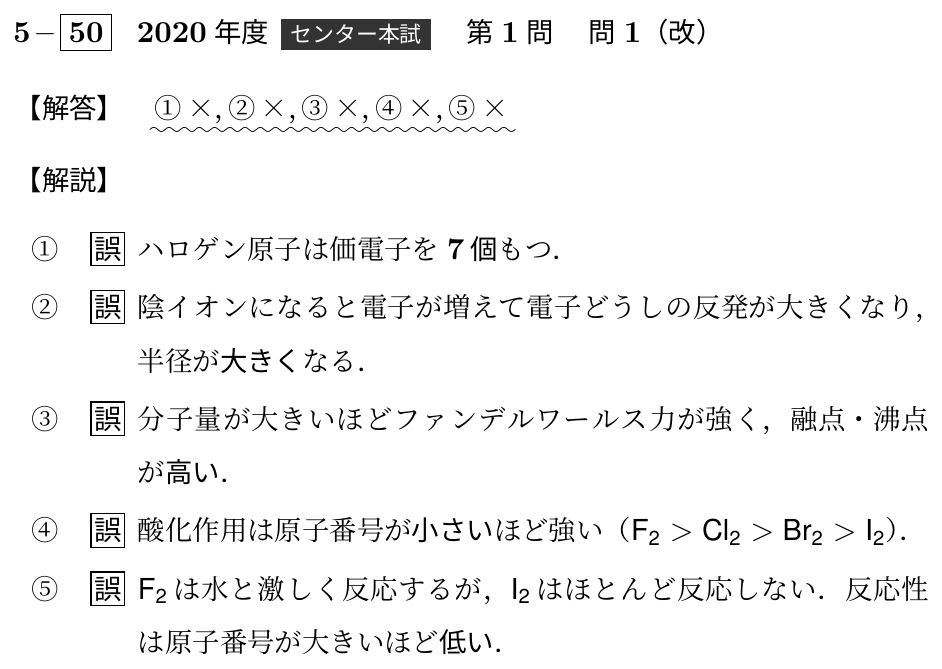 5-50 2020年度 センター本試 第1問 問1（改）
【解答】 ①×,②×,③×,④×,⑤×
【解説】
① 誤 ハロゲン原子は価電子を 7個もつ．
② 誤 陰イオンになると電子が増えて電子どうしの反発が大きくなり，
半径が大きくなる．
③ 誤 分子量が大きいほどファンデルワールス力が強く，融点・沸点
が高い．
④ 誤 酸化作用は原子番号が小さいほど強い（F₂ > Cl₂ > Br₂ > I₂）．
⑤ 誤 F₂は水と激しく反応するが，I₂はほとんど反応しない．反応性
は原子番号が大きいほど低い．